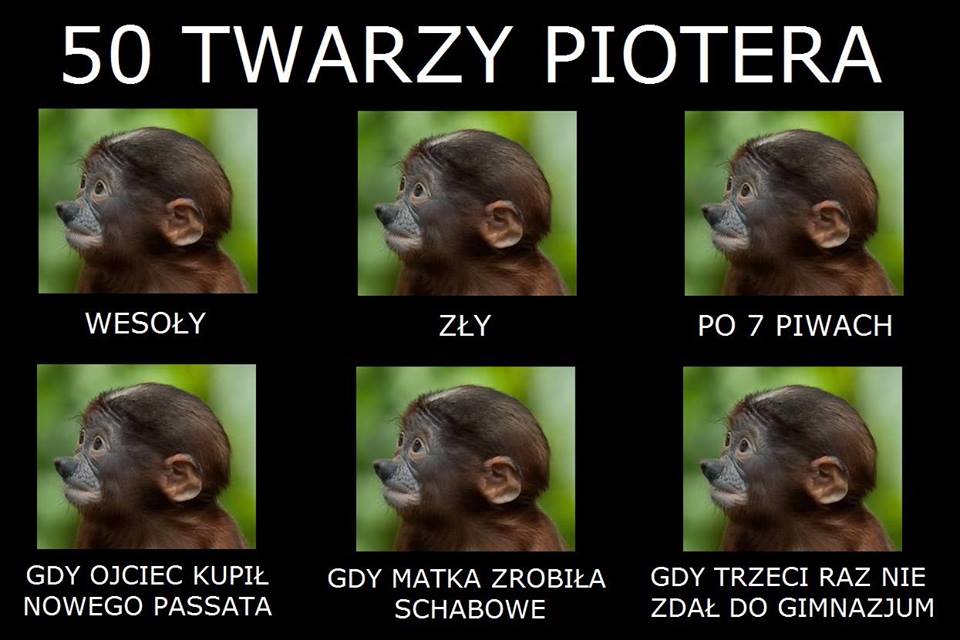 50 TWARZY PIOTERA
WESOŁY
ZŁY
PO 7 PIWACH
GDY OJCIEC KUPIŁ
NOWEGO PASSATA
GDY MATKA ZROBIŁA
SCHABOWE
GDY TRZECI RAZ NIE
ZDAŁ DO GIMNAZJUM